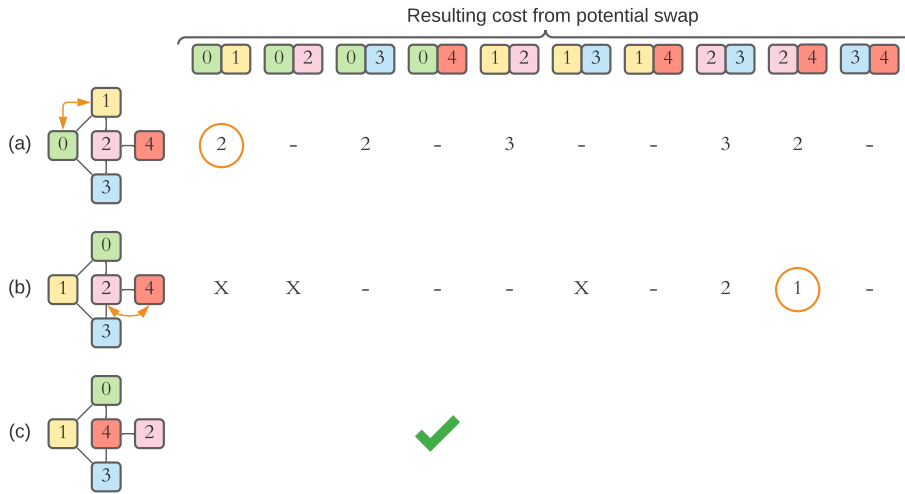 Resulting cost from potential swap
0 1 0 2 0 3 0 4 1 2 1 3 1 4 2 3 2 4 3 4
1
(a) 0 2 4 2 - 2 - 3 - - 3 2 -
3
0
(b) 1 2 4 X X - - - X - 2 1 -
3
0
(c) 1 4 2
3